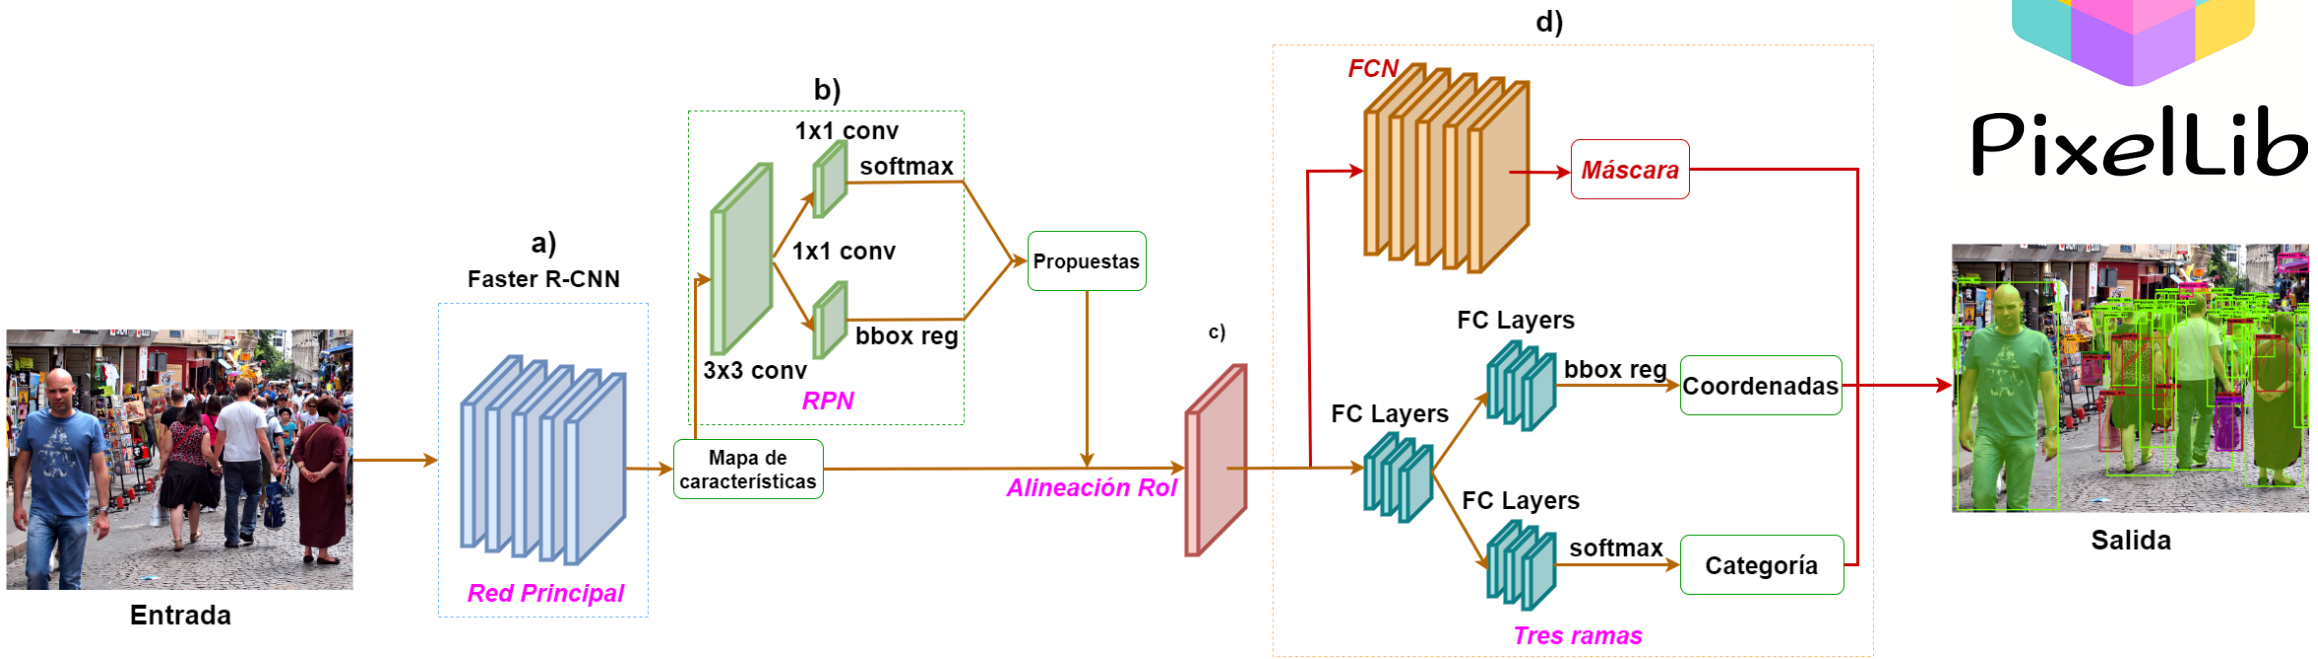 d)
FCN
PixelLib
b)
1x1 conv
softmax
Máscara
a)
Faster R-CNN
1x1 conv
Propuestas
bbox reg
3x3 conv
RPN
c)
FC Layers
bbox reg
Coordenadas
FC Layers
Mapa de
características
Alineación RoI
FC Layers
softmax
Categoría
Salida
Red Principal
Entrada
Tres ramas